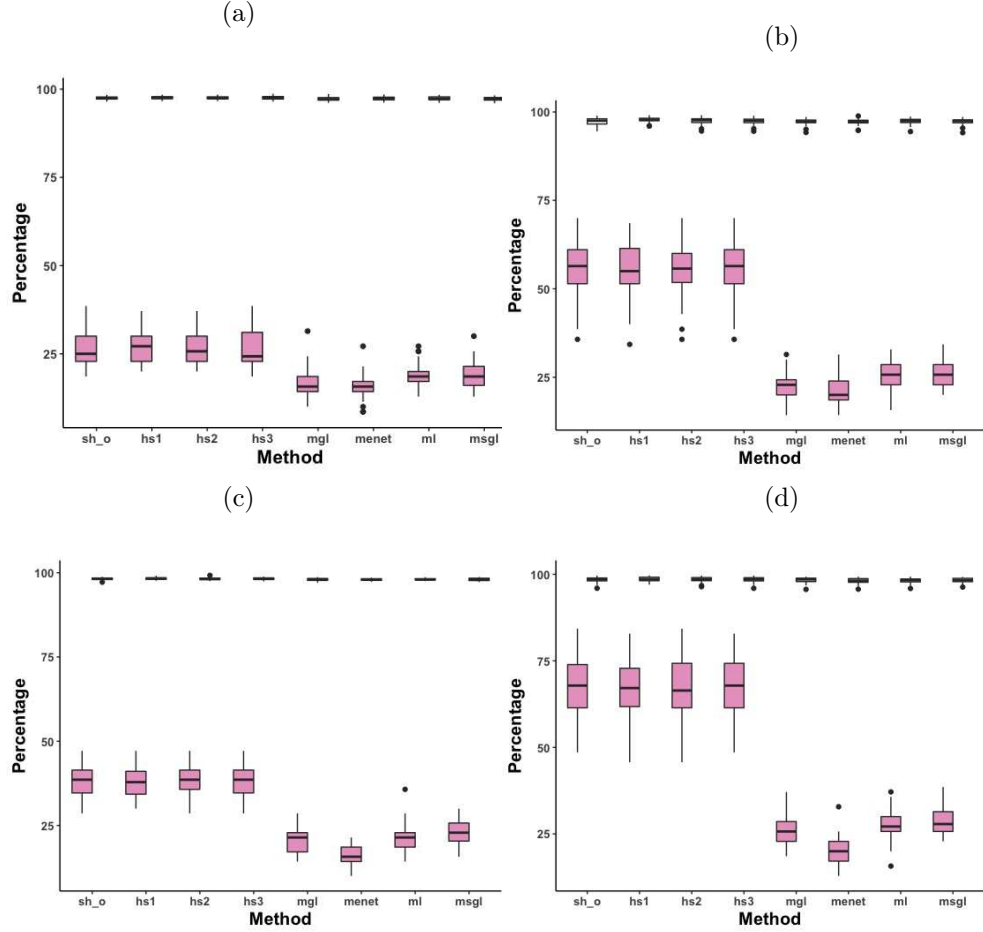 (a)
Percentage
100
75
50
25
sh_o hs1 hs2 hs3 mgl menet ml msgl
Method
(b)
Percentage
100
75
50
25
sh_o hs1 hs2 hs3 mgl menet ml msgl
Method
(c)
Percentage
100
75
50
25
sh_o hs1 hs2 hs3 mgl menet ml msgl
Method
(d)
Percentage
100
75
50
25
sh_o hs1 hs2 hs3 mgl menet ml msgl
Method